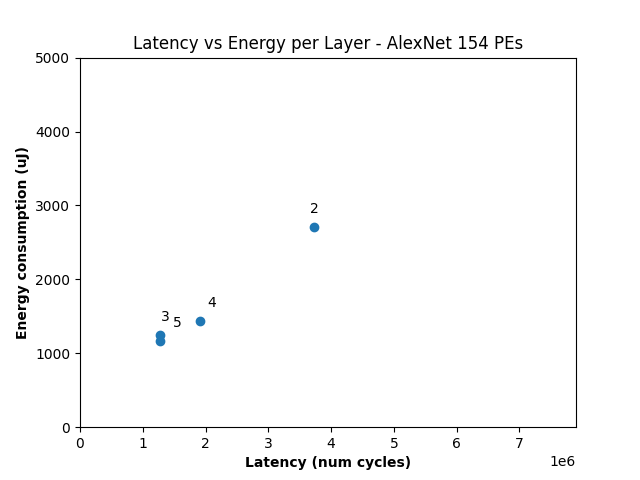 Latency vs Energy per Layer - AlexNet 154 PEs
Energy consumption (uJ)
5000
4000
3000
2000
1000
0
2
3
5
4
0 1 2 3 4 5 6 7
1e6
Latency (num cycles)